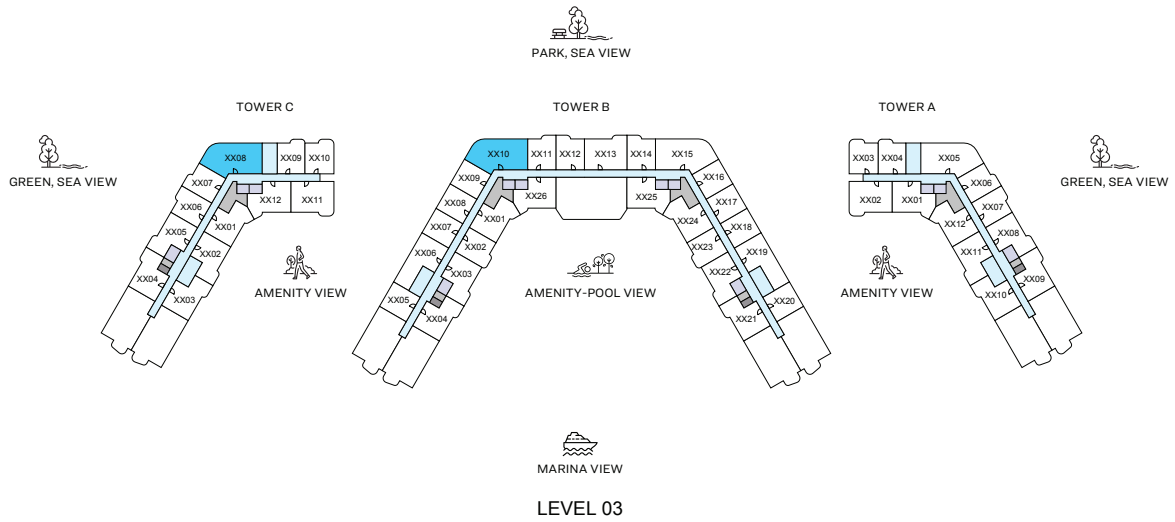 PARK, SEA VIEW
TOWER C
TOWER B
TOWER A
GREEN, SEA VIEW
GREEN, SEA VIEW
XX08
XX09
XX10
XX07
XX06
XX05
XX04
XX03
XX02
XX01
XX12
XX11
XX10
XX11
XX12
XX13
XX14
XX15
XX09
XX08
XX07
XX06
XX05
XX04
XX03
XX02
XX01
XX26
XX25
XX16
XX17
XX18
XX19
XX20
XX21
XX22
XX23
XX24
XX03
XX04
XX05
XX02
XX01
XX06
XX07
XX08
XX09
XX10
XX11
XX12
AMENITY VIEW
AMENITY-POOL VIEW
AMENITY VIEW
MARINA VIEW
LEVEL 03